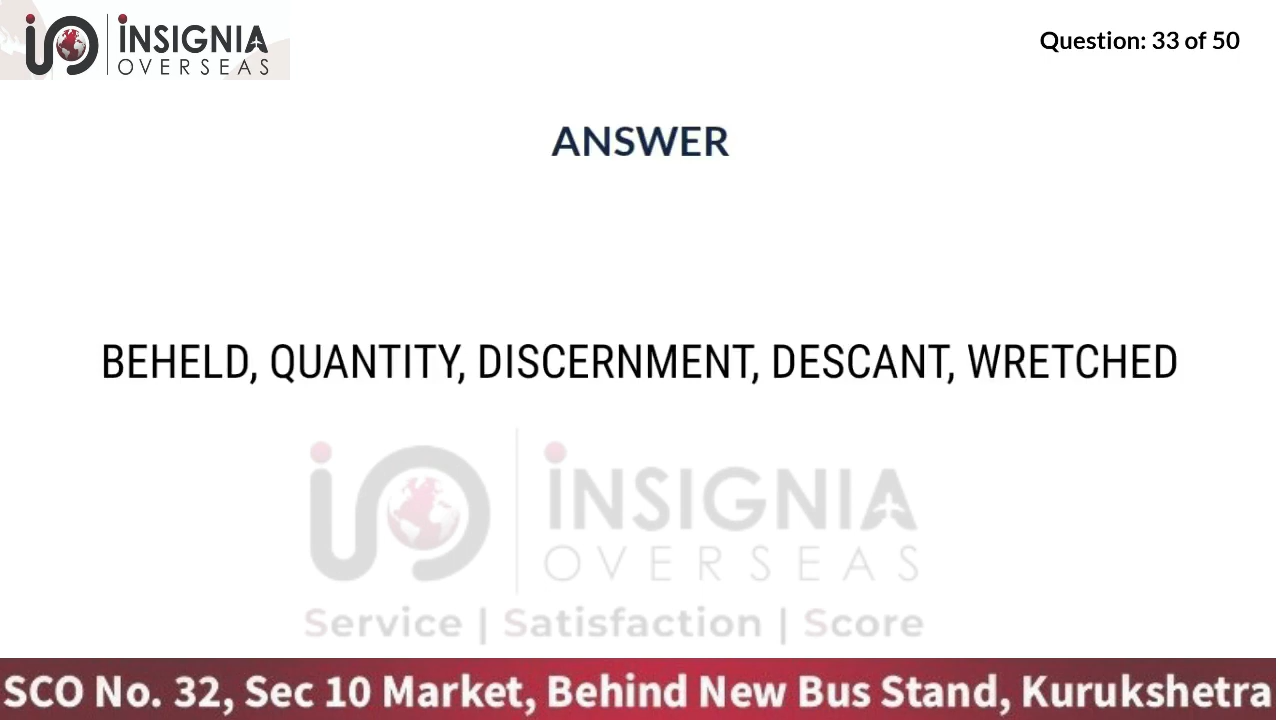 iNSIGNIA
OVERSEAS
Question: 33 of 50
ANSWER
BEHELD, QUANTITY, DISCERNMENT, DESCANT, WRETCHED
iNSIGNIA
OVERSEAS
Service | Satisfaction | Score
SCO No. 32, Sec 10 Market, Behind New Bus Stand, Kurukshetra